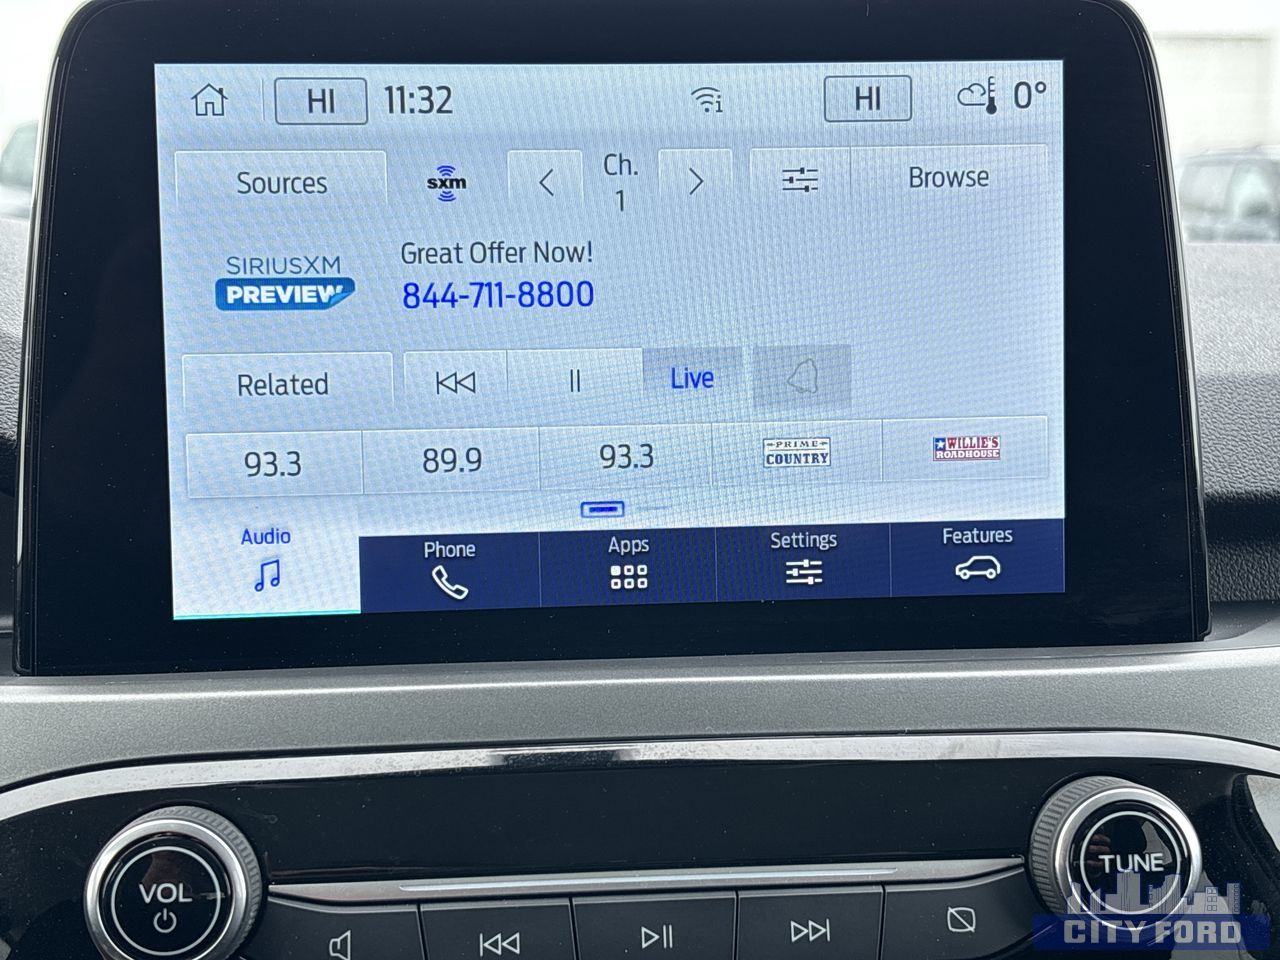 HI 11:32 HI 0°
Sources sxm Ch. 1 Browse
SIRIUSXM
PREVIEW
Great Offer Now!
844-711-8800
Related Live
93.3 89.9 93.3 PRIME COUNTRY WILLIE'S ROADHOUSE
Audio Phone Apps Settings Features
VOL TUNE
CITY FORD